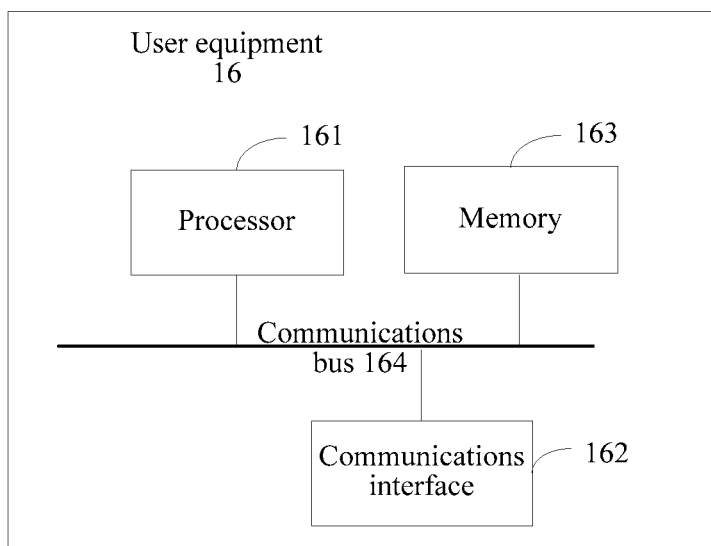 User equipment
16
161
163
Processor
Memory
Communications
bus 164
Communications
interface
162